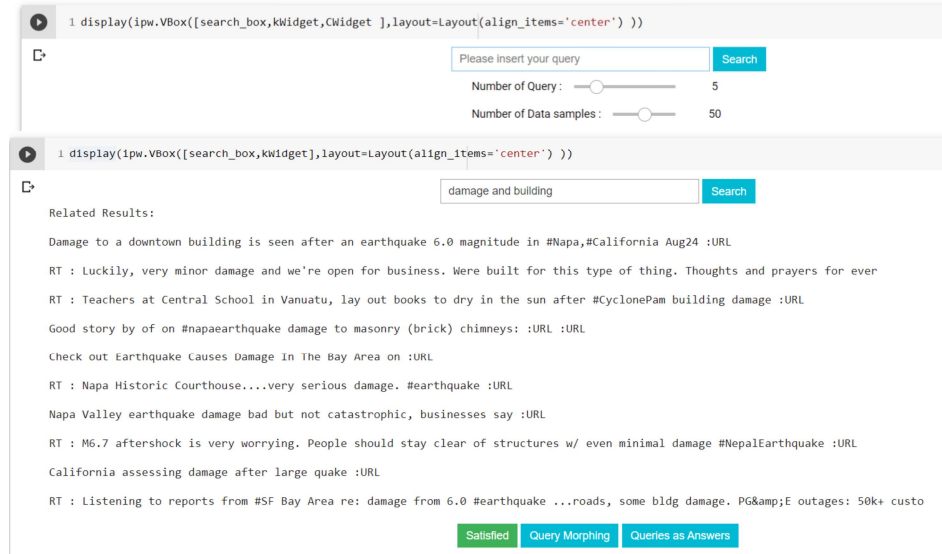 1 display(ipw.VBox([search_box,kWidget,CWidget ],layout=Layout(align_items='center') ))
Please insert your query Search
Number of Query : 5
Number of Data samples : 50
1 display(ipw.VBox([search_box,kWidget],layout=Layout(align_items='center') ))
damage and building Search
Related Results:
Damage to a downtown building is seen after an earthquake 6.0 magnitude in #Napa,#California Aug24 :URL
RT : Luckily, very minor damage and we're open for business. Were built for this type of thing. Thoughts and prayers for ever
RT : Teachers at Central School in Vanuatu, lay out books to dry in the sun after #CyclonePam building damage :URL
Good story by of on #napaearthquake damage to masonry (brick) chimneys: :URL :URL
Check out Earthquake Causes Damage In The Bay Area on :URL
RT : Napa Historic Courthouse....very serious damage. #earthquake :URL
Napa Valley earthquake damage bad but not catastrophic, businesses say :URL
RT : M6.7 aftershock is very worrying. People should stay clear of structures w/ even minimal damage #NepalEarthquake :URL
California assessing damage after large quake :URL
RT : Listening to reports from #SF Bay Area re: damage from 6.0 #earthquake ...roads, some bldg damage. PG&amp;E outages: 50k+ custo
Satisfied Query Morphing Queries as Answers